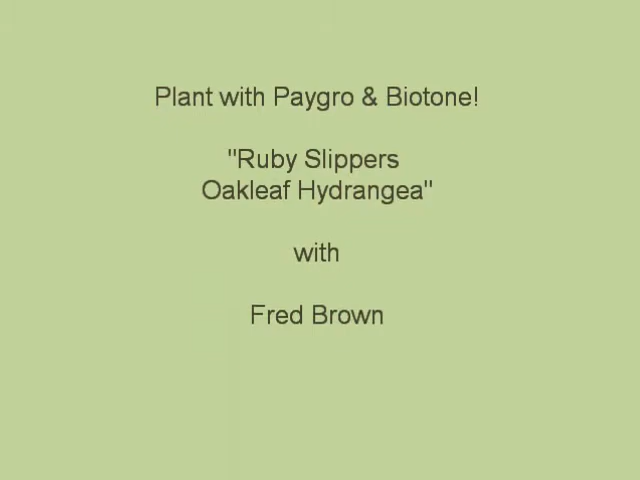 Plant with Paygro & Biotone!
"Ruby Slippers
Oakleaf Hydrangea"
with
Fred Brown